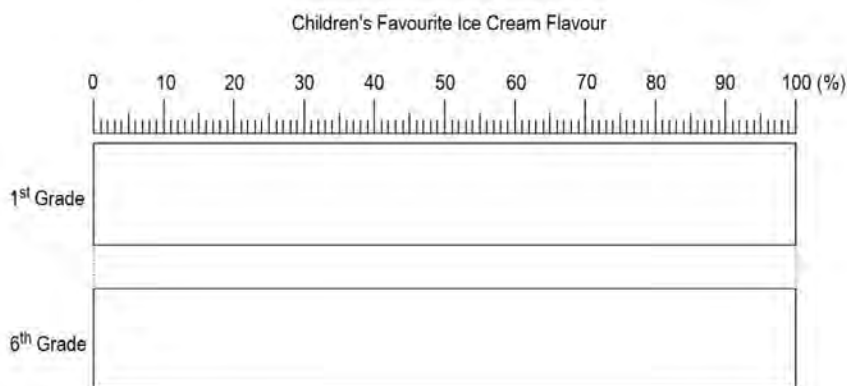 Children's Favourite Ice Cream Flavour
0 10 20 30 40 50 60 70 80 90 100 (%)
1st Grade
6th Grade